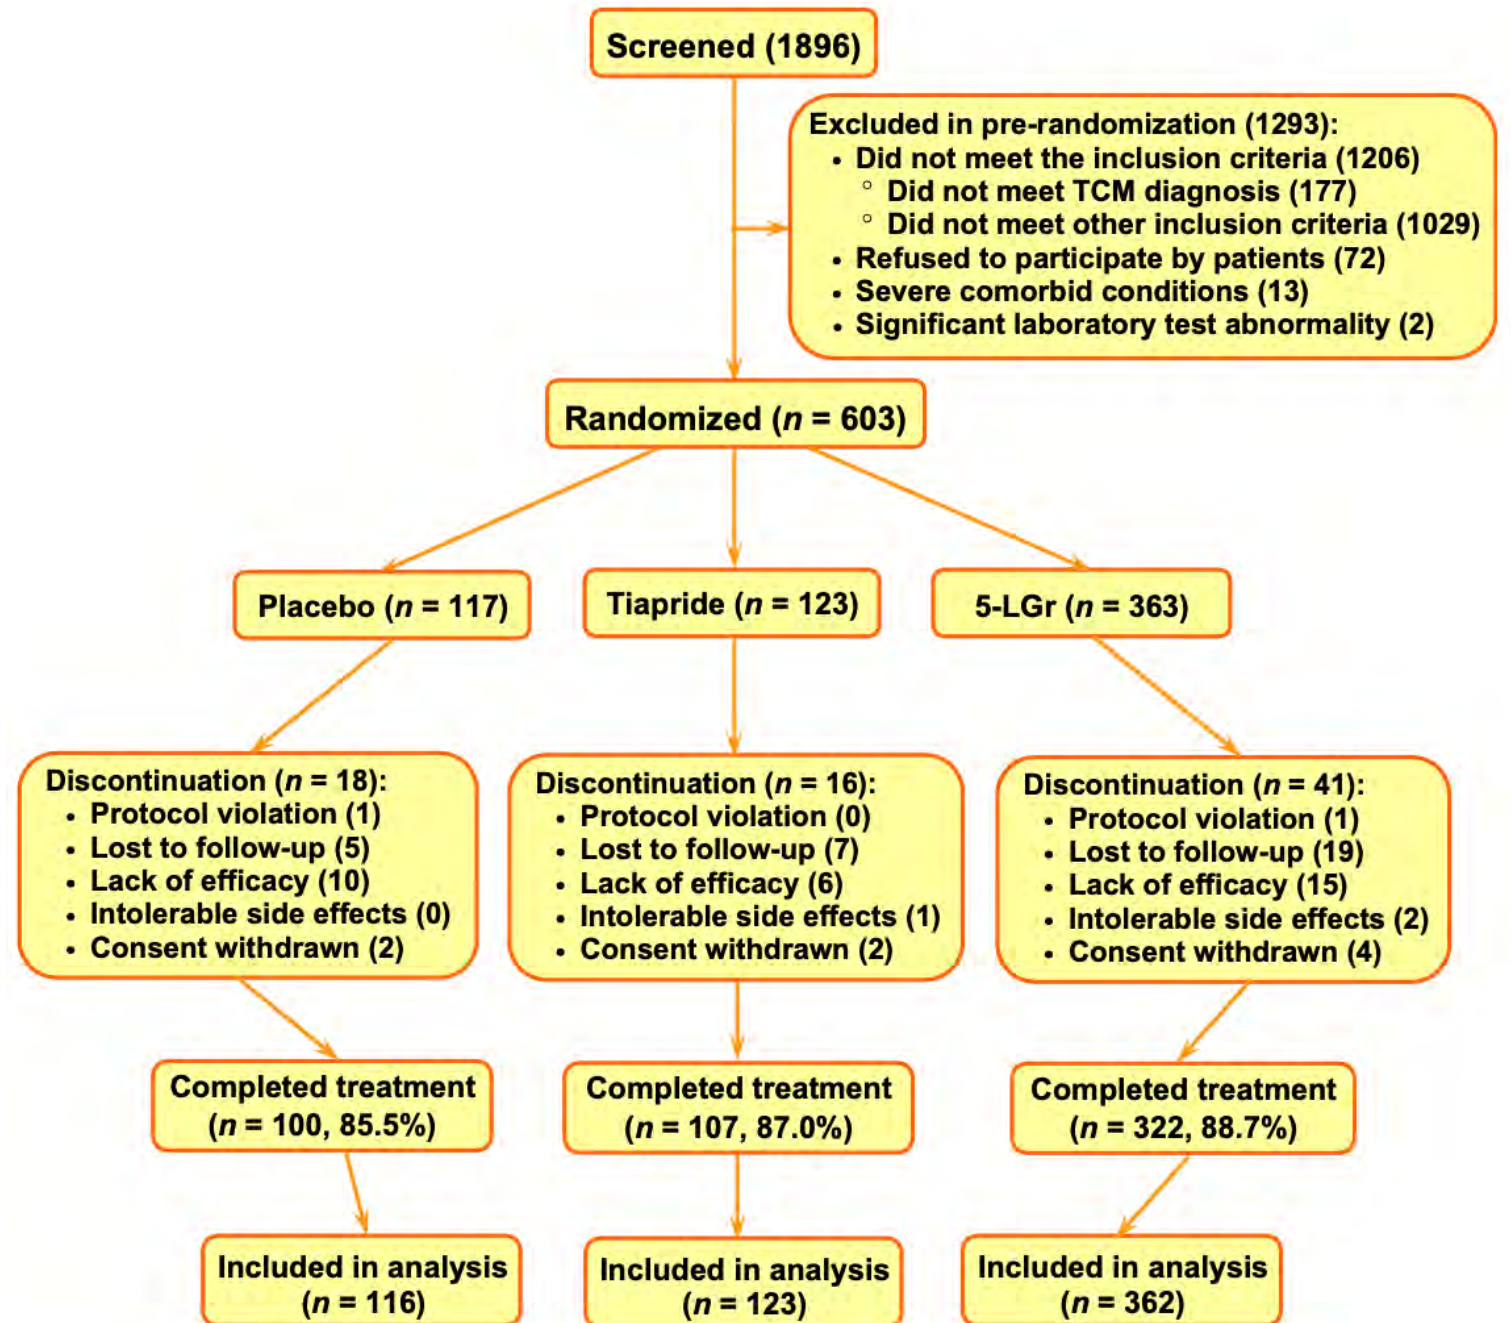 Screened (1896)
Excluded in pre-randomization (1293):
• Did not meet the inclusion criteria (1206)
○ Did not meet TCM diagnosis (177)
○ Did not meet other inclusion criteria (1029)
• Refused to participate by patients (72)
• Severe comorbid conditions (13)
• Significant laboratory test abnormality (2)
Randomized (n = 603)
Placebo (n = 117)
Tiapride (n = 123)
5-LGr (n = 363)
Discontinuation (n = 18):
• Protocol violation (1)
• Lost to follow-up (5)
• Lack of efficacy (10)
• Intolerable side effects (0)
• Consent withdrawn (2)
Discontinuation (n = 16):
• Protocol violation (0)
• Lost to follow-up (7)
• Lack of efficacy (6)
• Intolerable side effects (1)
• Consent withdrawn (2)
Discontinuation (n = 41):
• Protocol violation (1)
• Lost to follow-up (19)
• Lack of efficacy (15)
• Intolerable side effects (2)
• Consent withdrawn (4)
Completed treatment
(n = 100, 85.5%)
Completed treatment
(n = 107, 87.0%)
Completed treatment
(n = 322, 88.7%)
Included in analysis
(n = 116)
Included in analysis
(n = 123)
Included in analysis
(n = 362)